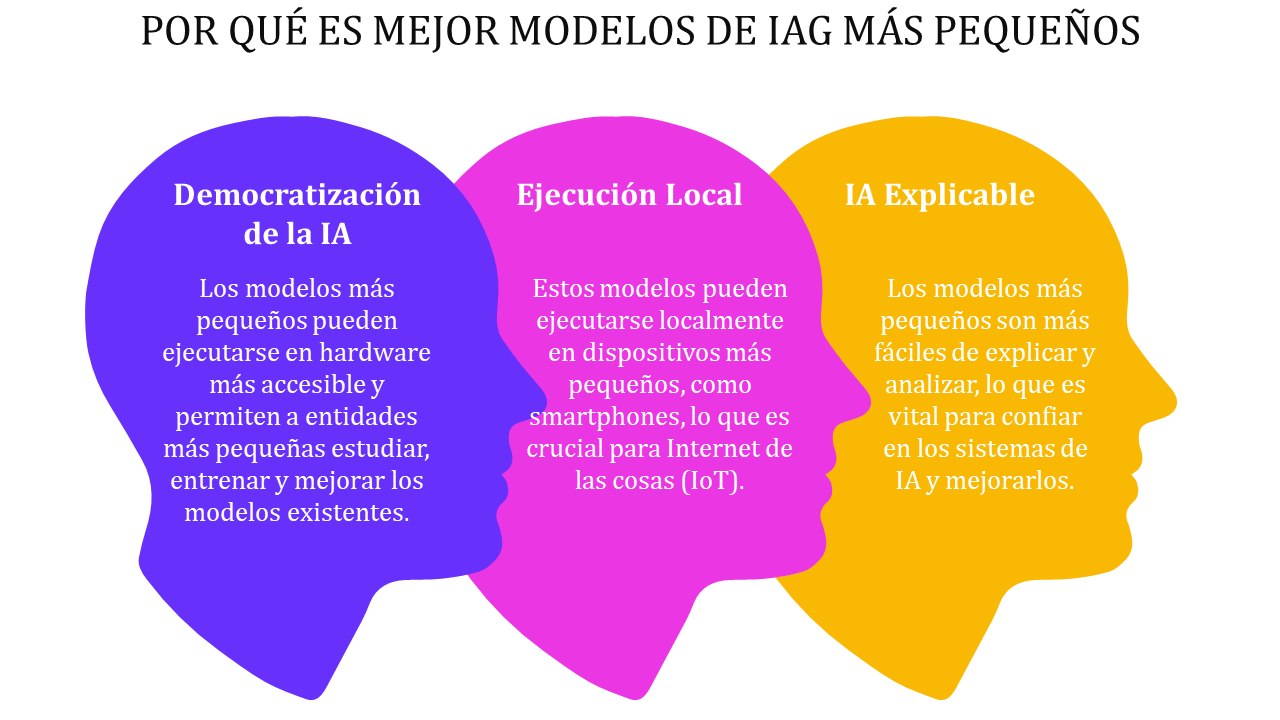 POR QUÉ ES MEJOR MODELOS DE IAG MÁS PEQUEÑOS
Democratización
de la IA
Los modelos más
pequeños pueden
ejecutarse en hardware
más accesible y
permiten a entidades
más pequeñas estudiar,
entrenar y mejorar los
modelos existentes.
Ejecución Local
Estos modelos pueden
ejecutarse localmente
en dispositivos más
pequeños, como
smartphones, lo que es
crucial para Internet de
las cosas (IoT).
IA Explicable
Los modelos más
pequeños son más
fáciles de explicar y
analizar, lo que es
vital para confiar
en los sistemas de
IA y mejorarlos.